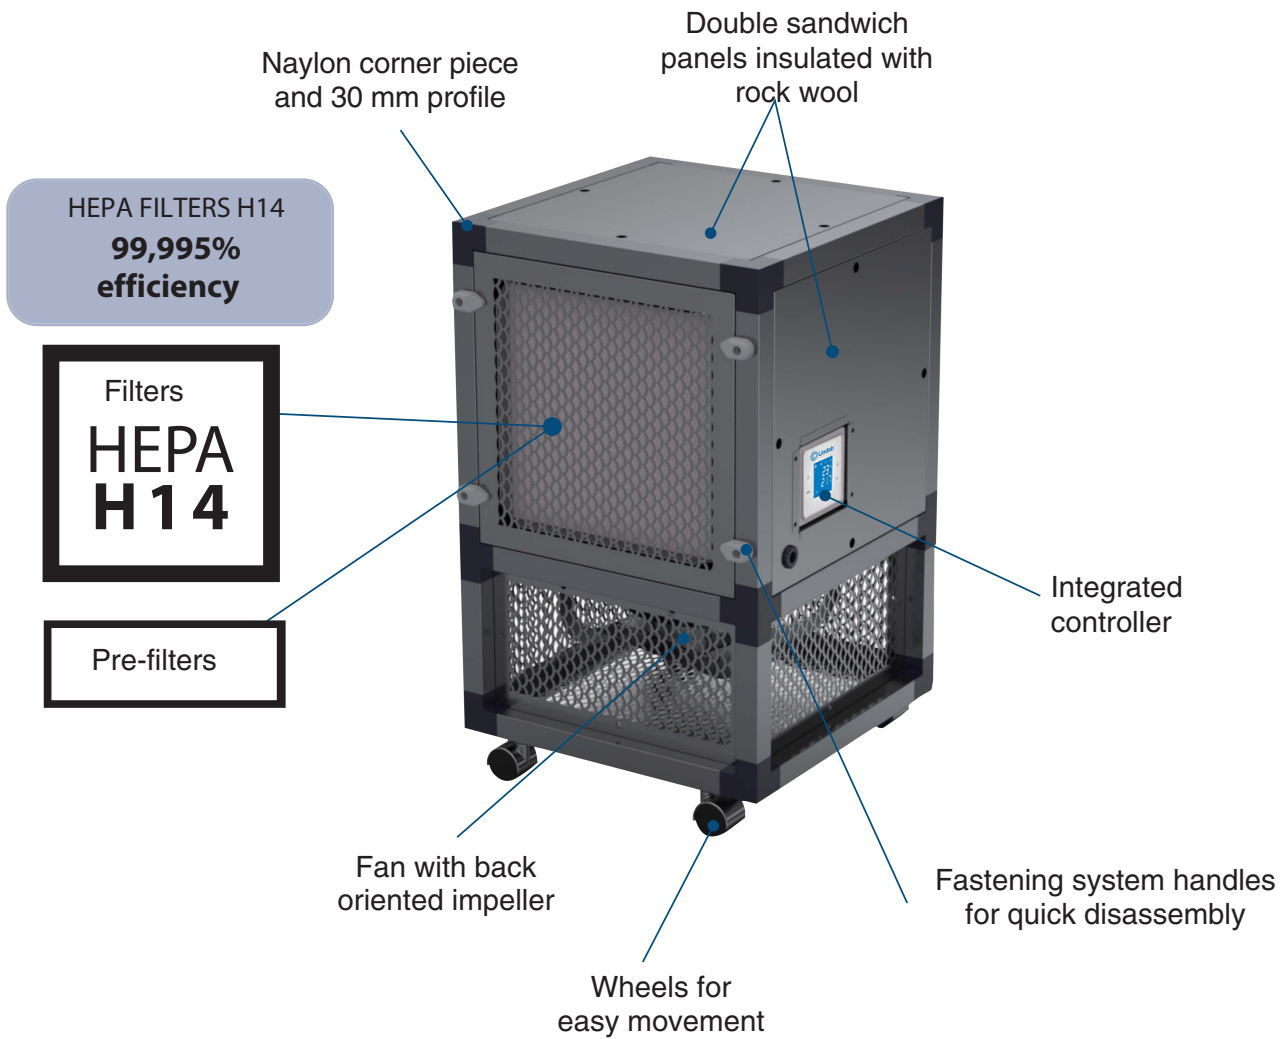 Double sandwich
panels insulated with
rock wool
Naylon corner piece
and 30 mm profile
HEPA FILTERS H14
99,995%
efficiency
Filters
HEPA
H14
Pre-filters
Lindab
Integrated
controller
Fan with back
oriented impeller
Fastening system handles
for quick disassembly
Wheels for
easy movement